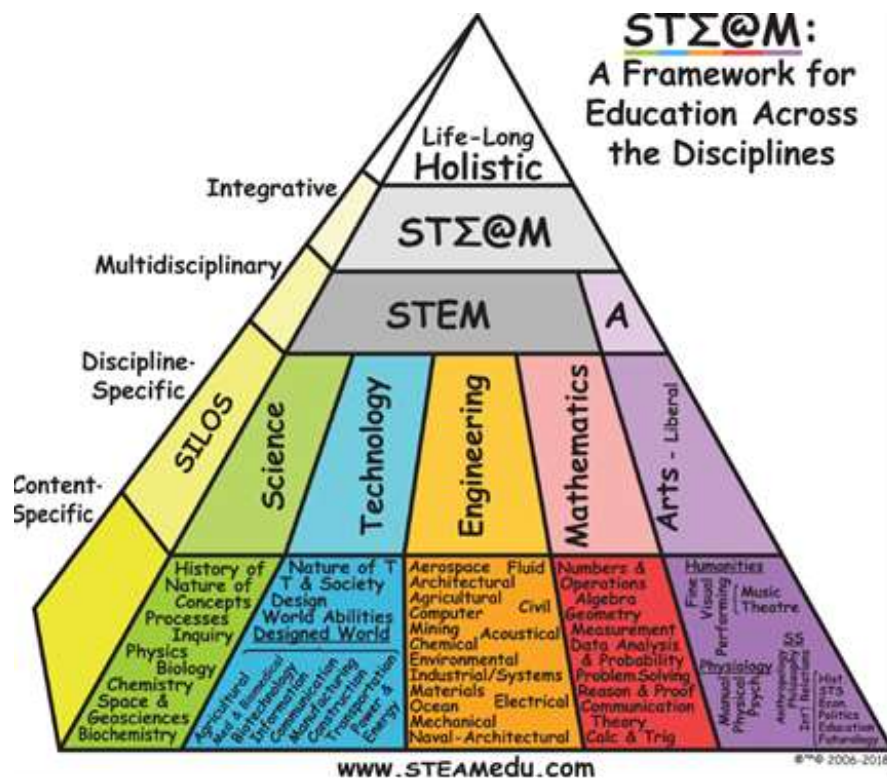 STΣ@M:
A Framework for
Education Across
the Disciplines
Life-Long
Holistic
Integrative
STΣ@M
Multidisciplinary
STEM
A
Discipline-
Specific
SILOS
Science
Technology
Engineering
Mathematics
Arts - Liberal
Content-
Specific
History of
Nature of
Concepts
Processes
Inquiry
Physics
Biology
Chemistry
Space &
Geosciences
Biochemistry
Nature of T
T & Society
Design
World Abilities
Designed World
Agricultural
Med & Biomedical
Biotechnology
Information
Communication
Manufacturing
Construction
Transportation
Power &
Energy
Aerospace Fluid
Architectural
Agricultural
Computer Civil
Mining
Chemical Acoustical
Environmental
Industrial/Systems
Materials
Ocean Electrical
Mechanical
Naval-Architectural
Numbers &
Operations
Algebra
Geometry
Measurement
Data Analysis
& Probability
Problem Solving
Reason & Proof
Communication
Theory
Calc & Trig
Humanities
Fine
Visual
Performing
Music
Theatre
Physiology
Manual
Physical
Psych
SS
Anthropology
Philosophy
Int'l Relations
Hist.
STS
Econ
Politics
Education
Futurology
www.STEAMedu.com
©™© 2006-2018